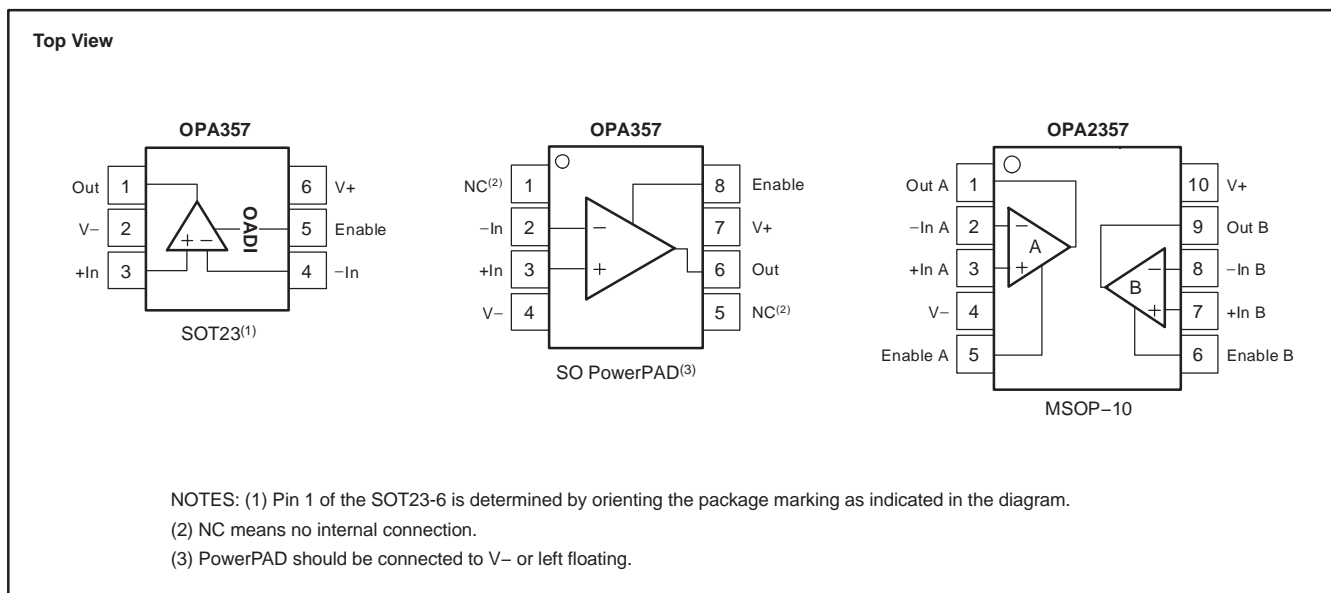 Top View
OPA357
Out 1
V− 2
+In 3
6 V+
5 Enable
4 −In
+ −
OADI
SOT23(1)
OPA357
NC(2) 1
−In 2
+In 3
V− 4
8 Enable
7 V+
6 Out
5 NC(2)
−
+
SO PowerPAD(3)
OPA2357
Out A 1
−In A 2
+In A 3
V− 4
Enable A 5
10 V+
9 Out B
8 −In B
7 +In B
6 Enable B
−
A
+
−
B
+
MSOP−10
NOTES: (1) Pin 1 of the SOT23-6 is determined by orienting the package marking as indicated in the diagram.
(2) NC means no internal connection.
(3) PowerPAD should be connected to V− or left floating.